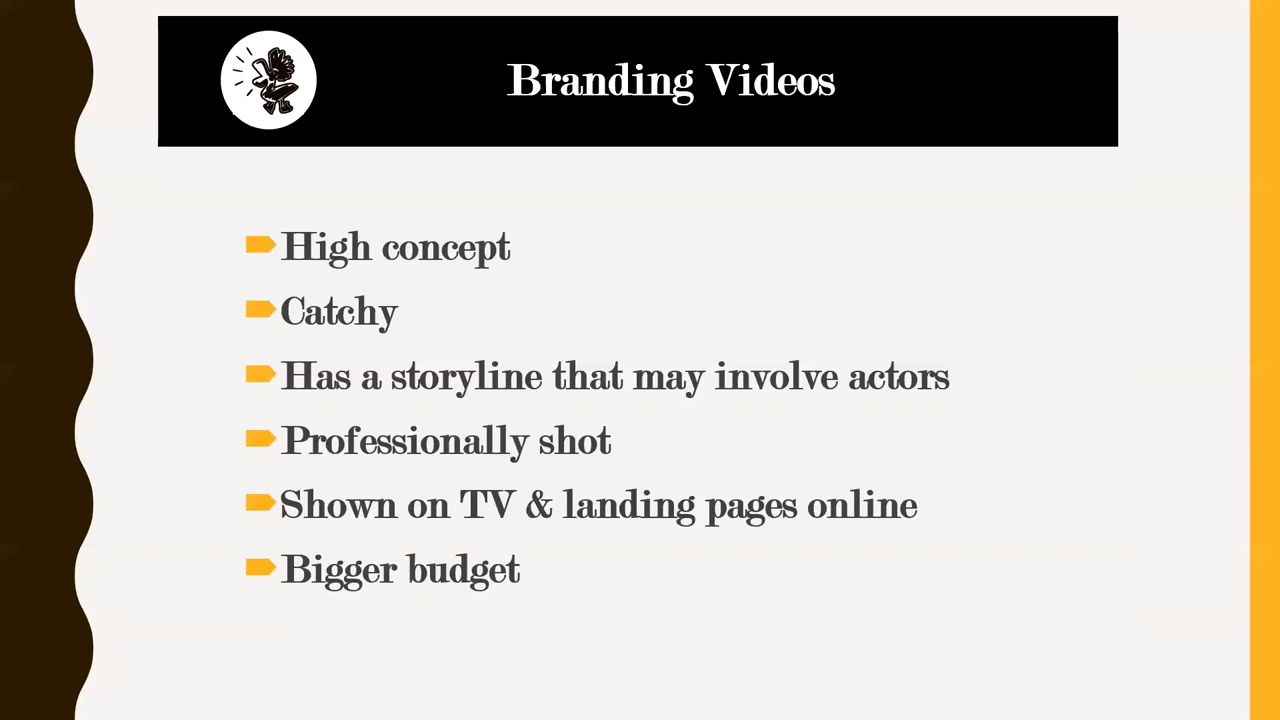 Branding Videos
High concept
Catchy
Has a storyline that may involve actors
Professionally shot
Shown on TV & landing pages online
Bigger budget